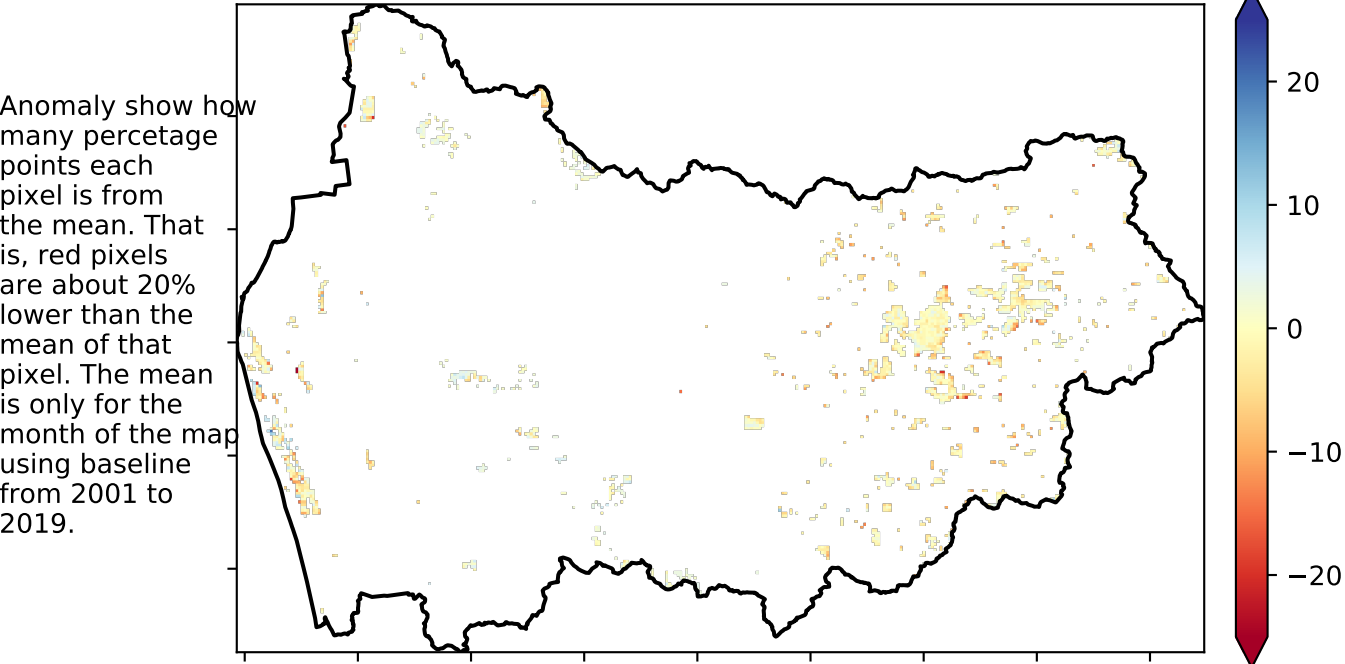 Anomaly show how
many percetage
points each
pixel is from
the mean. That
is, red pixels
are about 20%
lower than the
mean of that
pixel. The mean
is only for the
month of the map
using baseline
from 2001 to
2019.
20
10
0
−10
−20